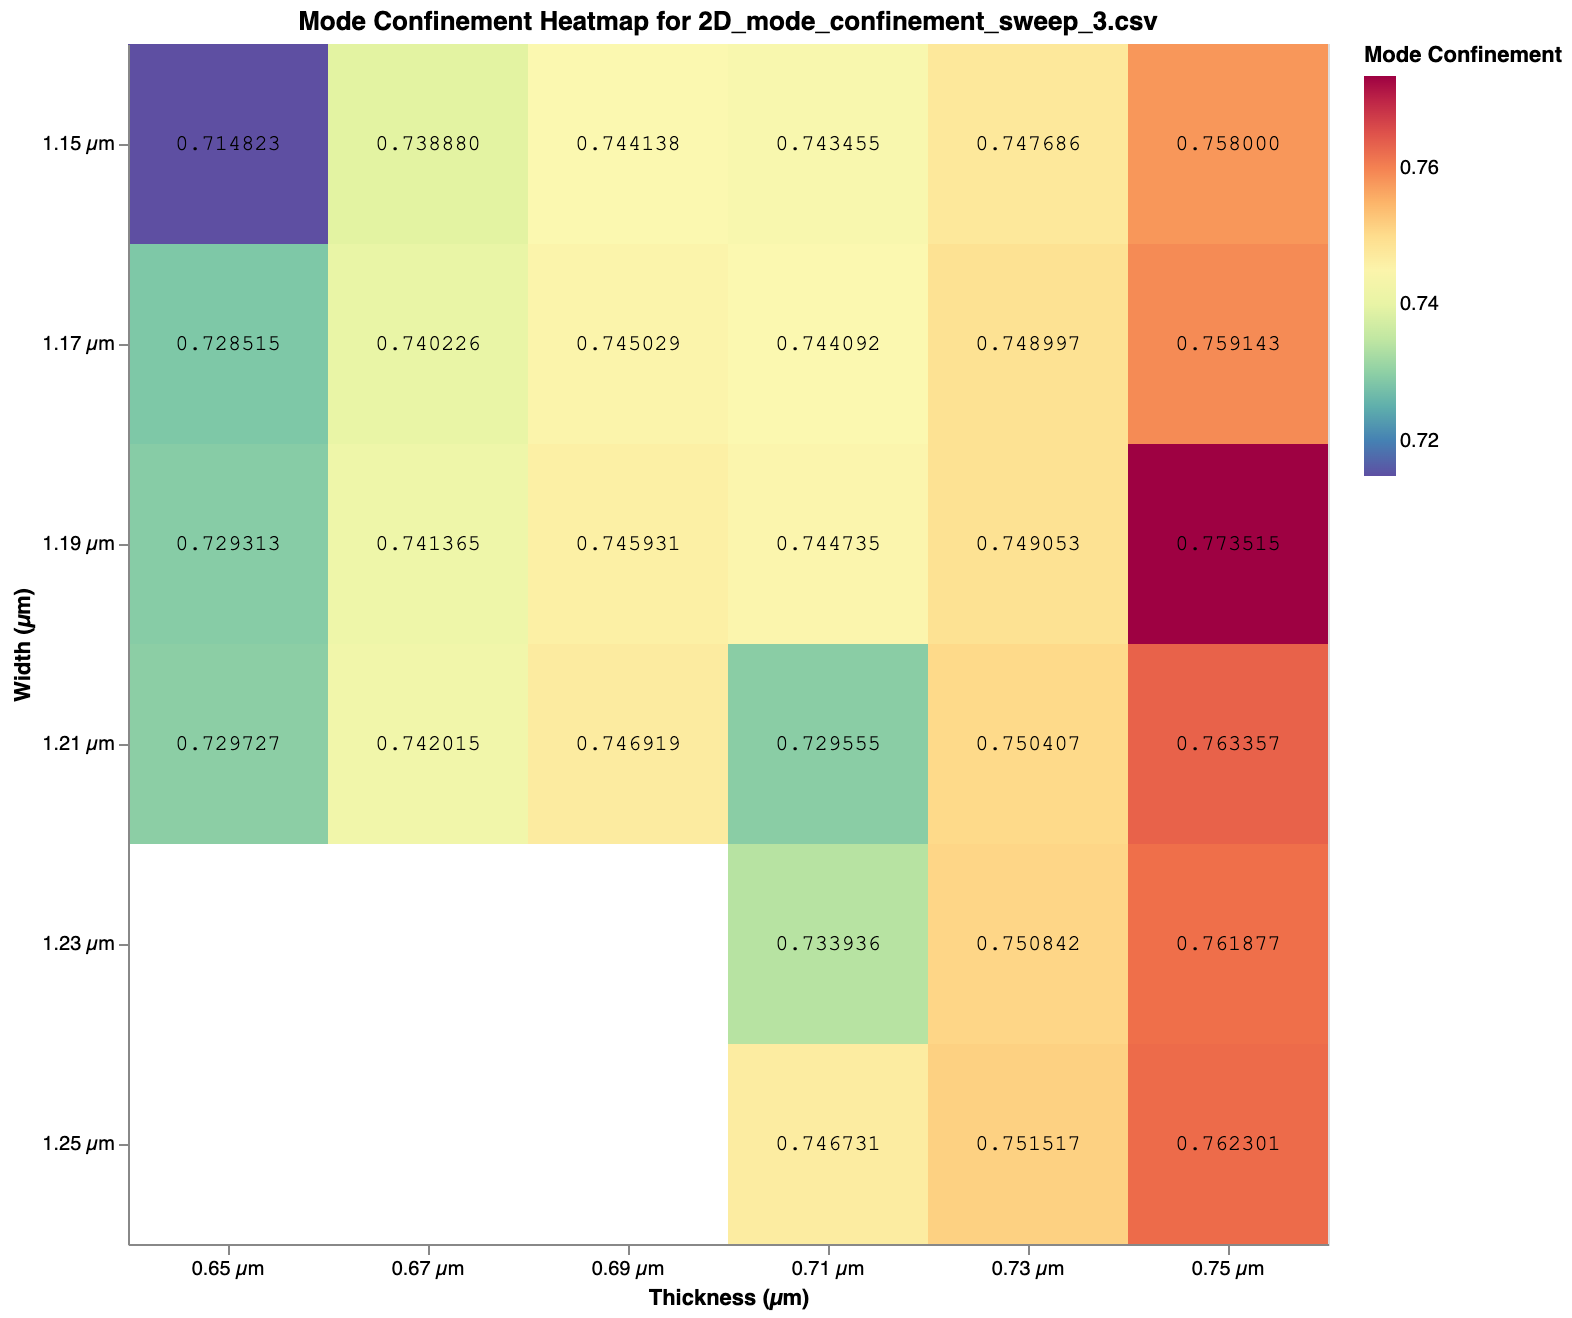 Mode Confinement Heatmap for 2D_mode_confinement_sweep_3.csv
Mode Confinement
0.76
0.74
0.72
Width (µm)
1.15 µm 0.714823 0.738880 0.744138 0.743455 0.747686 0.758000
1.17 µm 0.728515 0.740226 0.745029 0.744092 0.748997 0.759143
1.19 µm 0.729313 0.741365 0.745931 0.744735 0.749053 0.773515
1.21 µm 0.729727 0.742015 0.746919 0.729555 0.750407 0.763357
1.23 µm 0.733936 0.750842 0.761877
1.25 µm 0.746731 0.751517 0.762301
0.65 µm 0.67 µm 0.69 µm 0.71 µm 0.73 µm 0.75 µm
Thickness (µm)